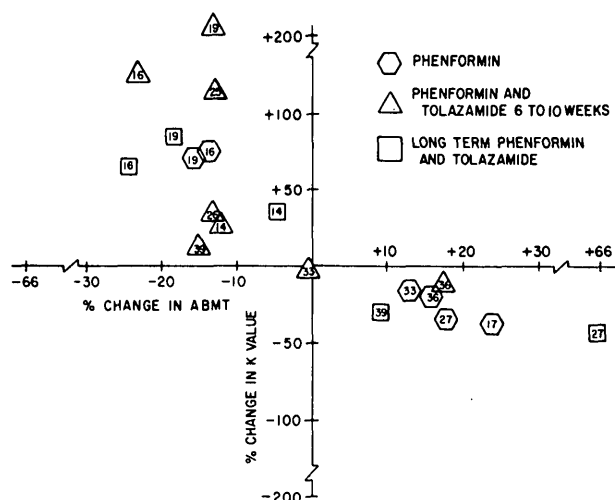 +200
19
16
25
+100
PHENFORMIN
PHENFORMIN AND
TOLAZAMIDE 6 TO 10 WEEKS
LONG TERM PHENFORMIN
AND TOLAZAMIDE
19
16
19
16
+50
14
26
14
39
33
+10 +20 +30 +66
-66 -30 -20 -10
% CHANGE IN ABMT
33
36
36
39
27
17
27
-50
% CHANGE IN K VALUE
-100
-200